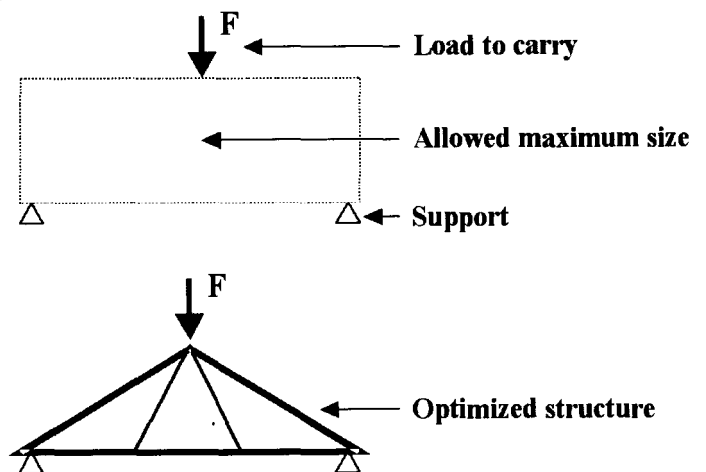 F
Load to carry
Allowed maximum size
Support
F
Optimized structure